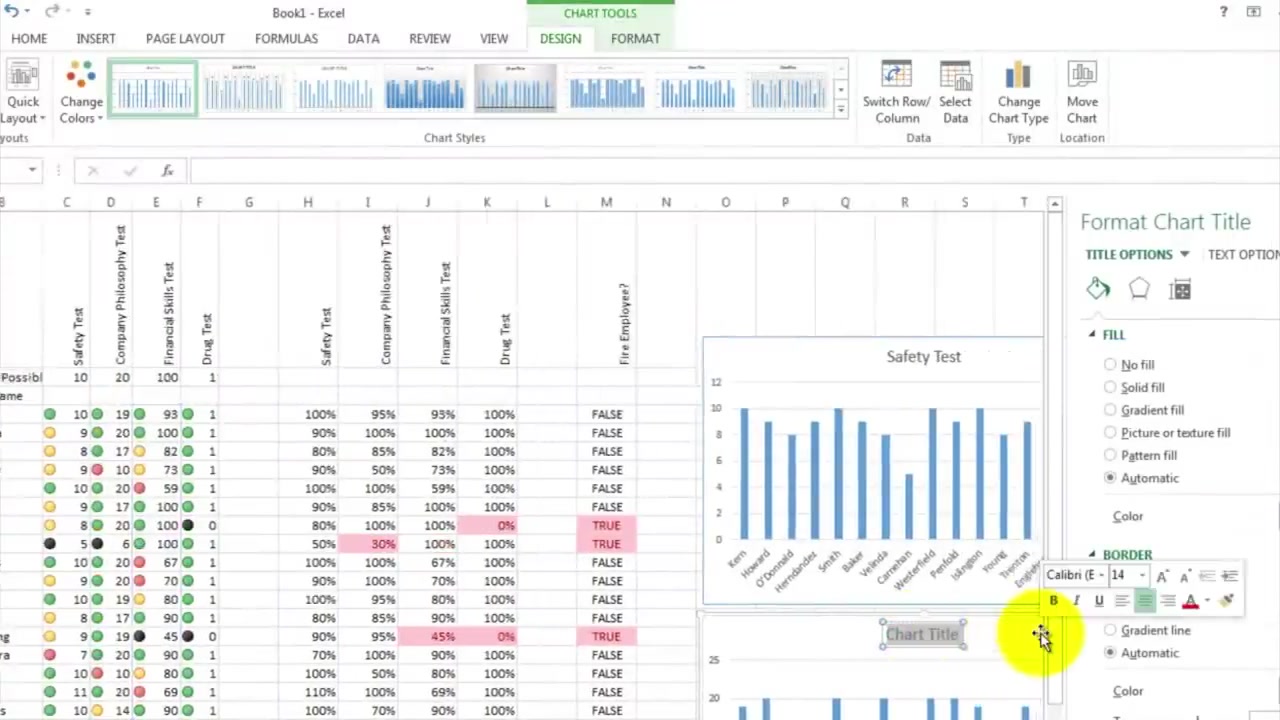 Book1 - Excel
CHART TOOLS
?
HOME INSERT PAGE LAYOUT FORMULAS DATA REVIEW VIEW DESIGN FORMAT
Quick
Layout
Change
Colors
Switch Row/
Column
Select
Data
Change
Chart Type
Move
Chart
youts
Chart Styles
Data
Type
Location
fx
C D E F G H I J K L M N O P Q R S T
Safety Test
Company Philosophy Test
Financial Skills Test
Drug Test
Safety Test
Company Philosophy Test
Financial Skills Test
Drug Test
Fire Employee?
Possibl 10 20 100 1
ame
10 19 93 1 100% 95% 93% 100% FALSE
9 20 100 1 90% 100% 100% 100% FALSE
8 17 82 1 80% 85% 82% 100% FALSE
9 10 73 1 90% 50% 73% 100% FALSE
10 20 59 1 100% 100% 59% 100% FALSE
9 17 100 1 90% 85% 100% 100% FALSE
8 20 100 0 80% 100% 100% 0% TRUE
5 6 100 1 50% 30% 100% 100% TRUE
10 20 67 1 100% 100% 67% 100% FALSE
9 20 70 1 90% 100% 70% 100% FALSE
10 19 80 1 100% 95% 80% 100% FALSE
8 17 90 1 80% 85% 90% 100% FALSE
ng 9 19 45 0 90% 95% 45% 0% TRUE
ra 7 20 90 1 70% 100% 90% 100% FALSE
10 10 80 1 100% 50% 80% 100% FALSE
11 20 69 1 110% 100% 69% 100% FALSE
s 10 14 90 1 100% 70% 90% 100% FALSE
Safety Test
12
10
8
6
4
2
0
Kern
Howard
O'Donald
Herndandez
Smith
Baker
Velinda
Carnehan
Westerfield
Penfold
Islington
Young
Trenton
Chart Title
25
20
Format Chart Title
TITLE OPTIONS TEXT OPTION
FILL
No fill
Solid fill
Gradient fill
Picture or texture fill
Pattern fill
Automatic
Color
BORDER
Calibri (E 14
B I U A
Gradient line
Automatic
Color